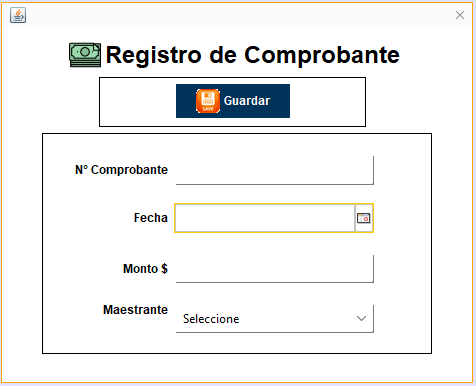 Registro de Comprobante
SAVE Guardar
N° Comprobante
Fecha
Monto $
Maestrante
Seleccione